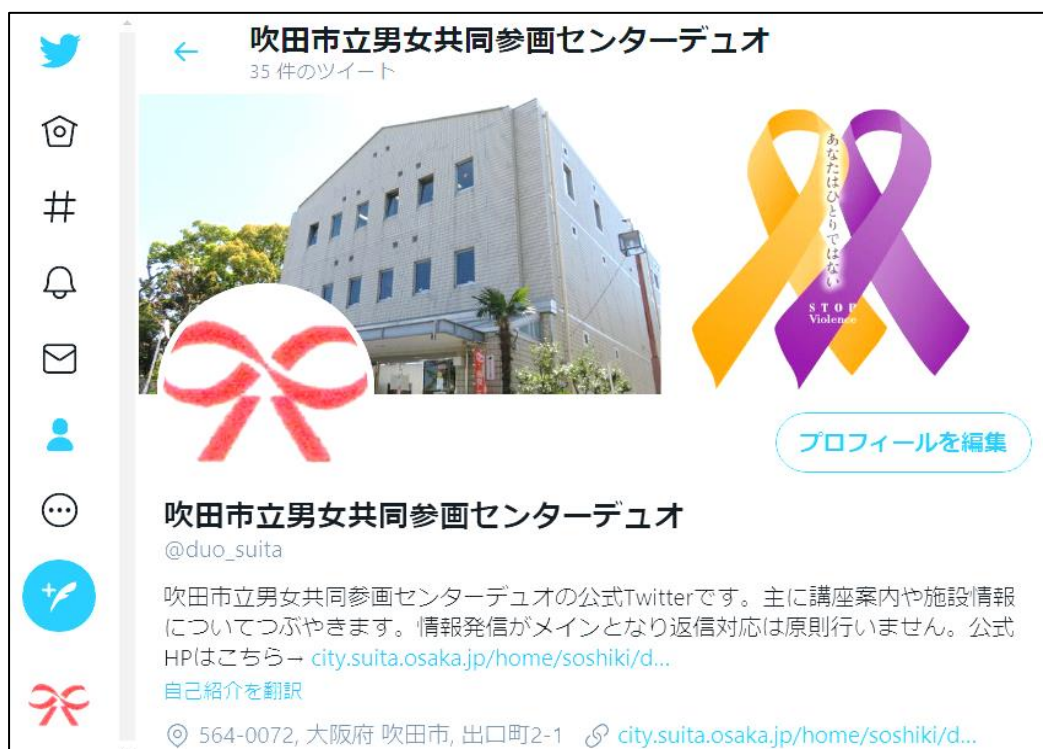 吹田市立男女共同参画センターデュオ
35 件のツイート
あなたはひとりではない
STOP
Violence
プロフィールを編集
吹田市立男女共同参画センターデュオ
@duo_suita
吹田市立男女共同参画センターデュオの公式Twitterです。主に講座案内や施設情報
についてつぶやきます。情報発信がメインとなり返信対応は原則行いません。公式
HPはこちら→ city.suita.osaka.jp/home/soshiki/d...
自己紹介を翻訳
564-0072, 大阪府 吹田市, 出口町2-1 city.suita.osaka.jp/home/soshiki/d...